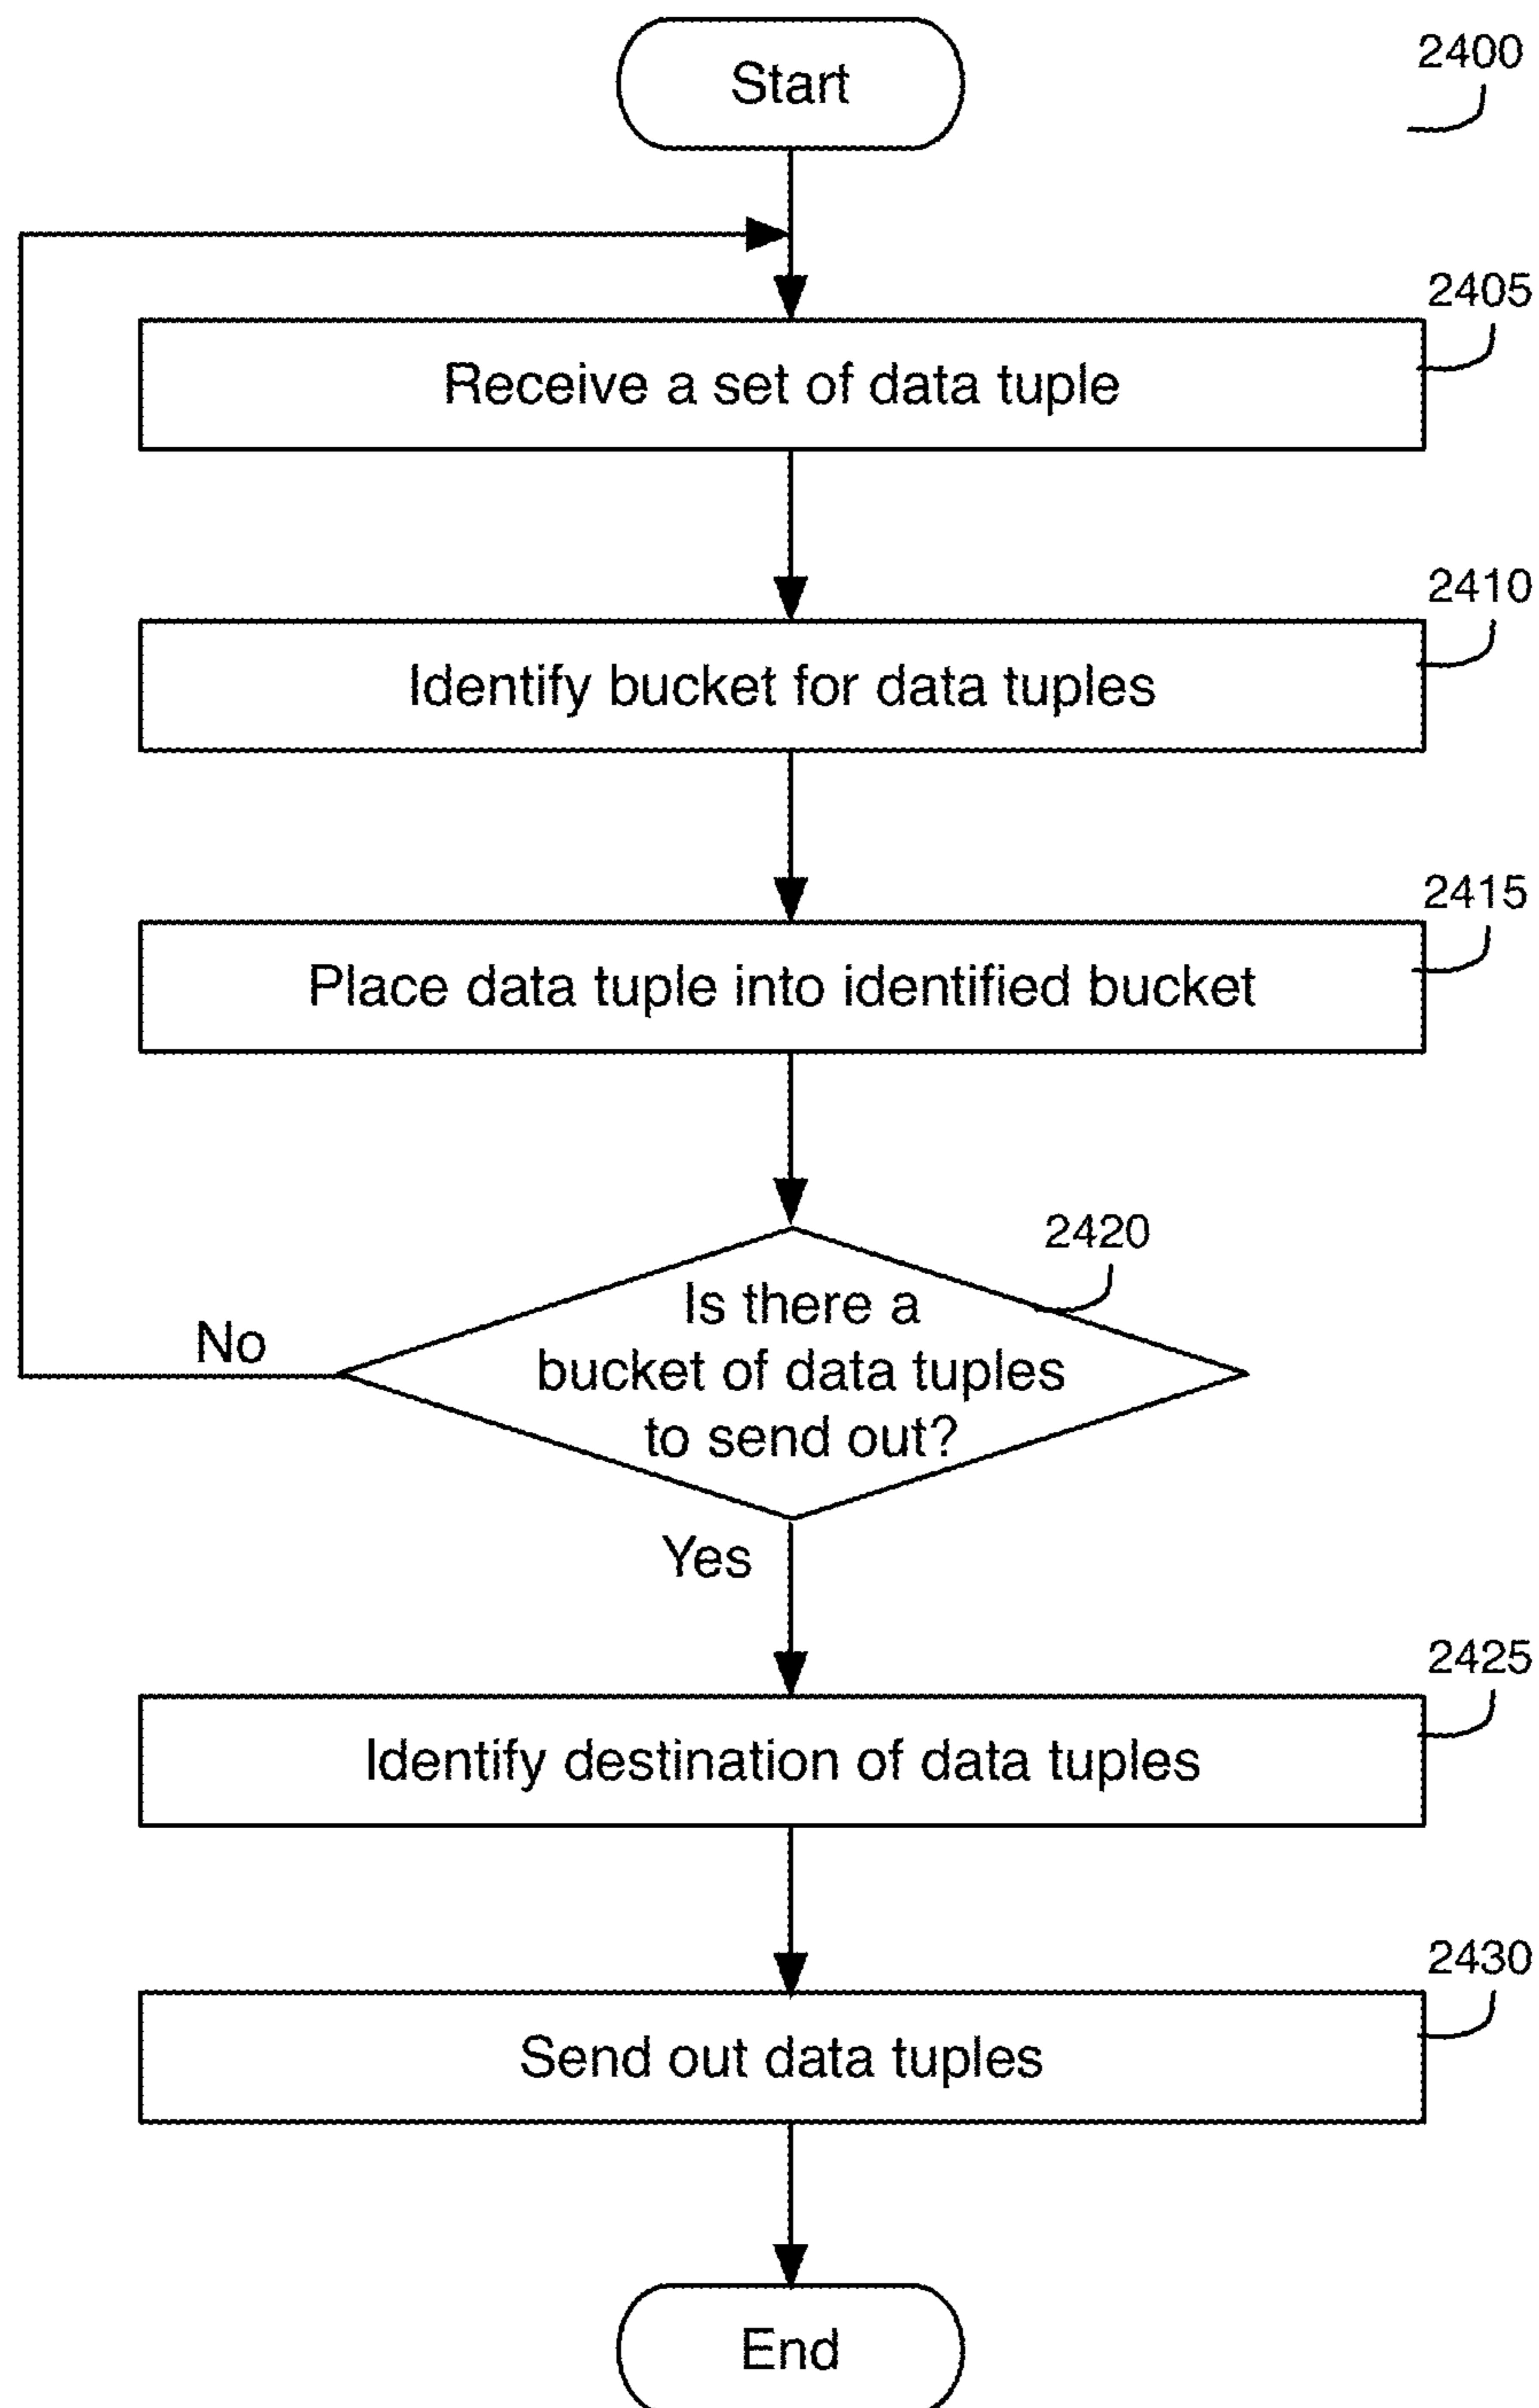 Start
2400
2405
Receive a set of data tuple
2410
Identify bucket for data tuples
2415
Place data tuple into identified bucket
2420
Is there a
bucket of data tuples
to send out?
No
Yes
2425
Identify destination of data tuples
2430
Send out data tuples
End